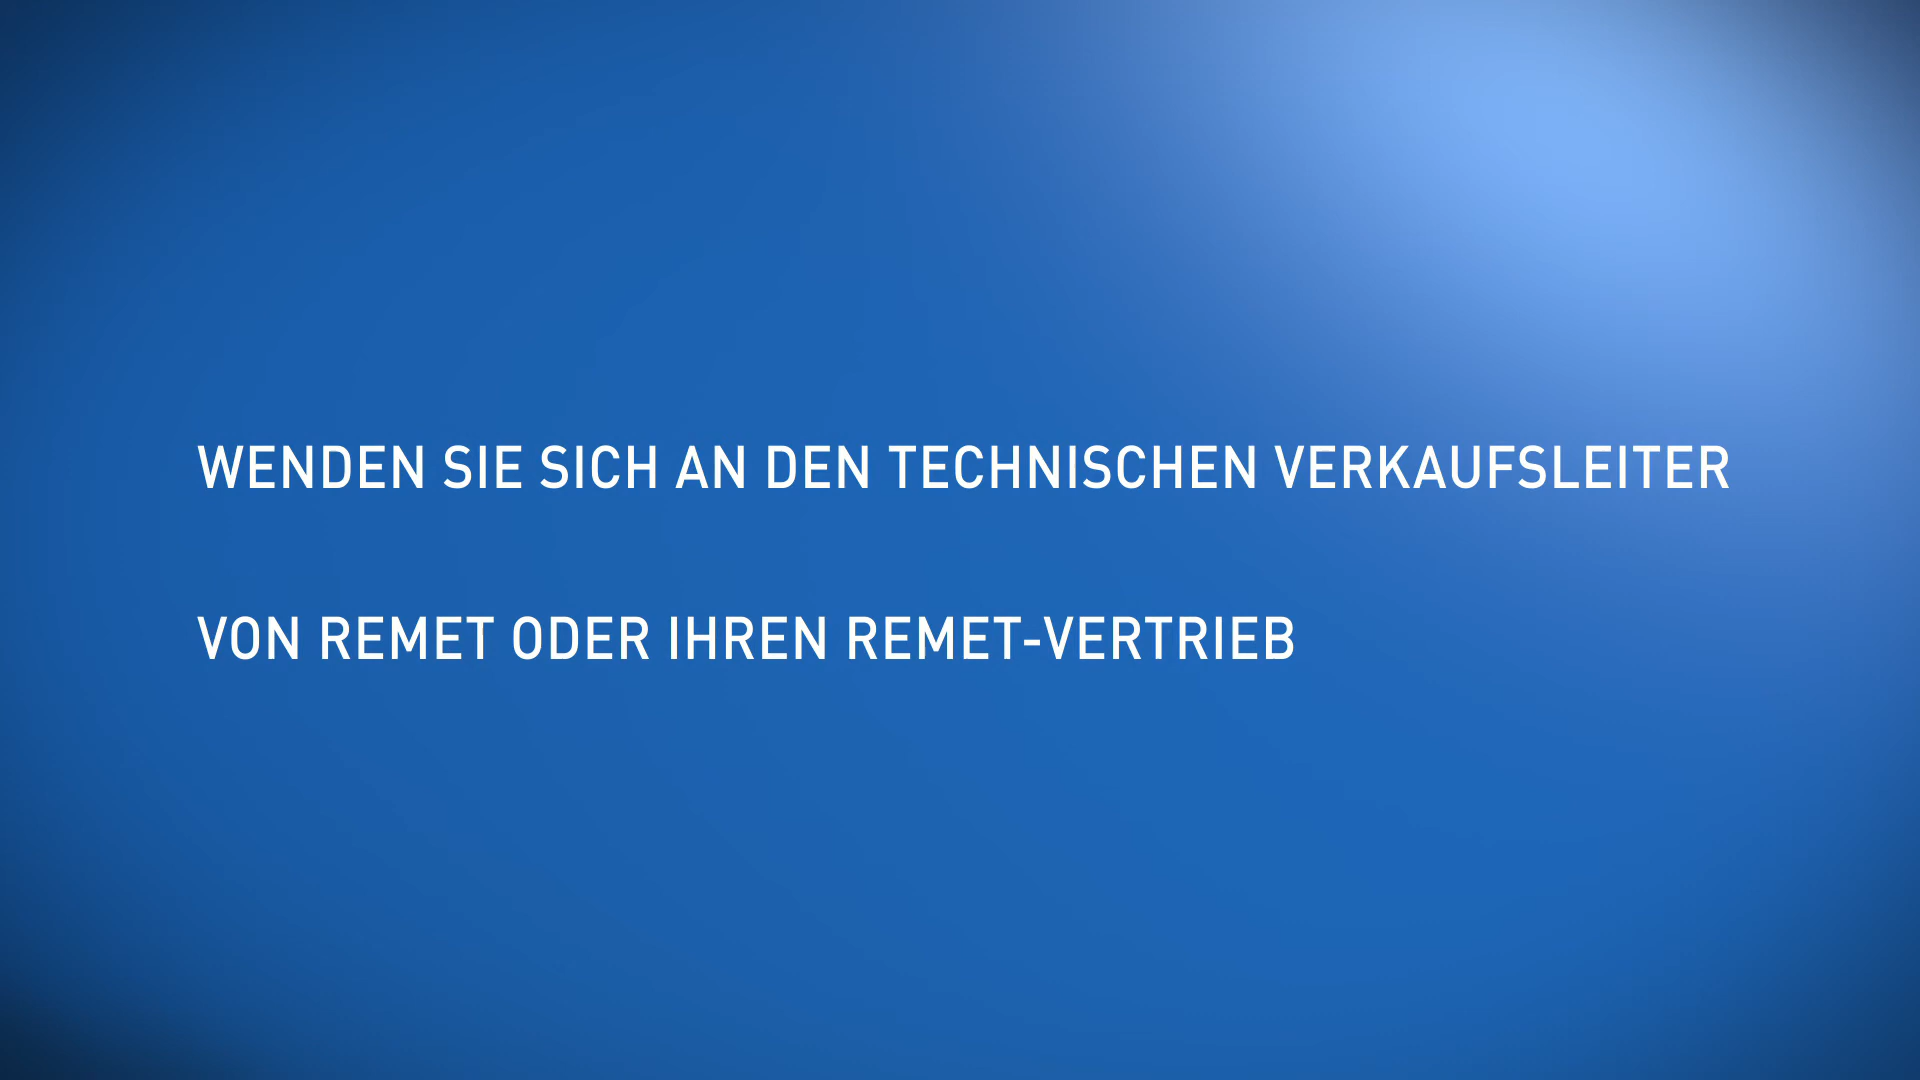 WENDEN SIE SICH AN DEN TECHNISCHEN VERKAUFSLEITER
VON REMET ODER IHREN REMET-VERTRIEB